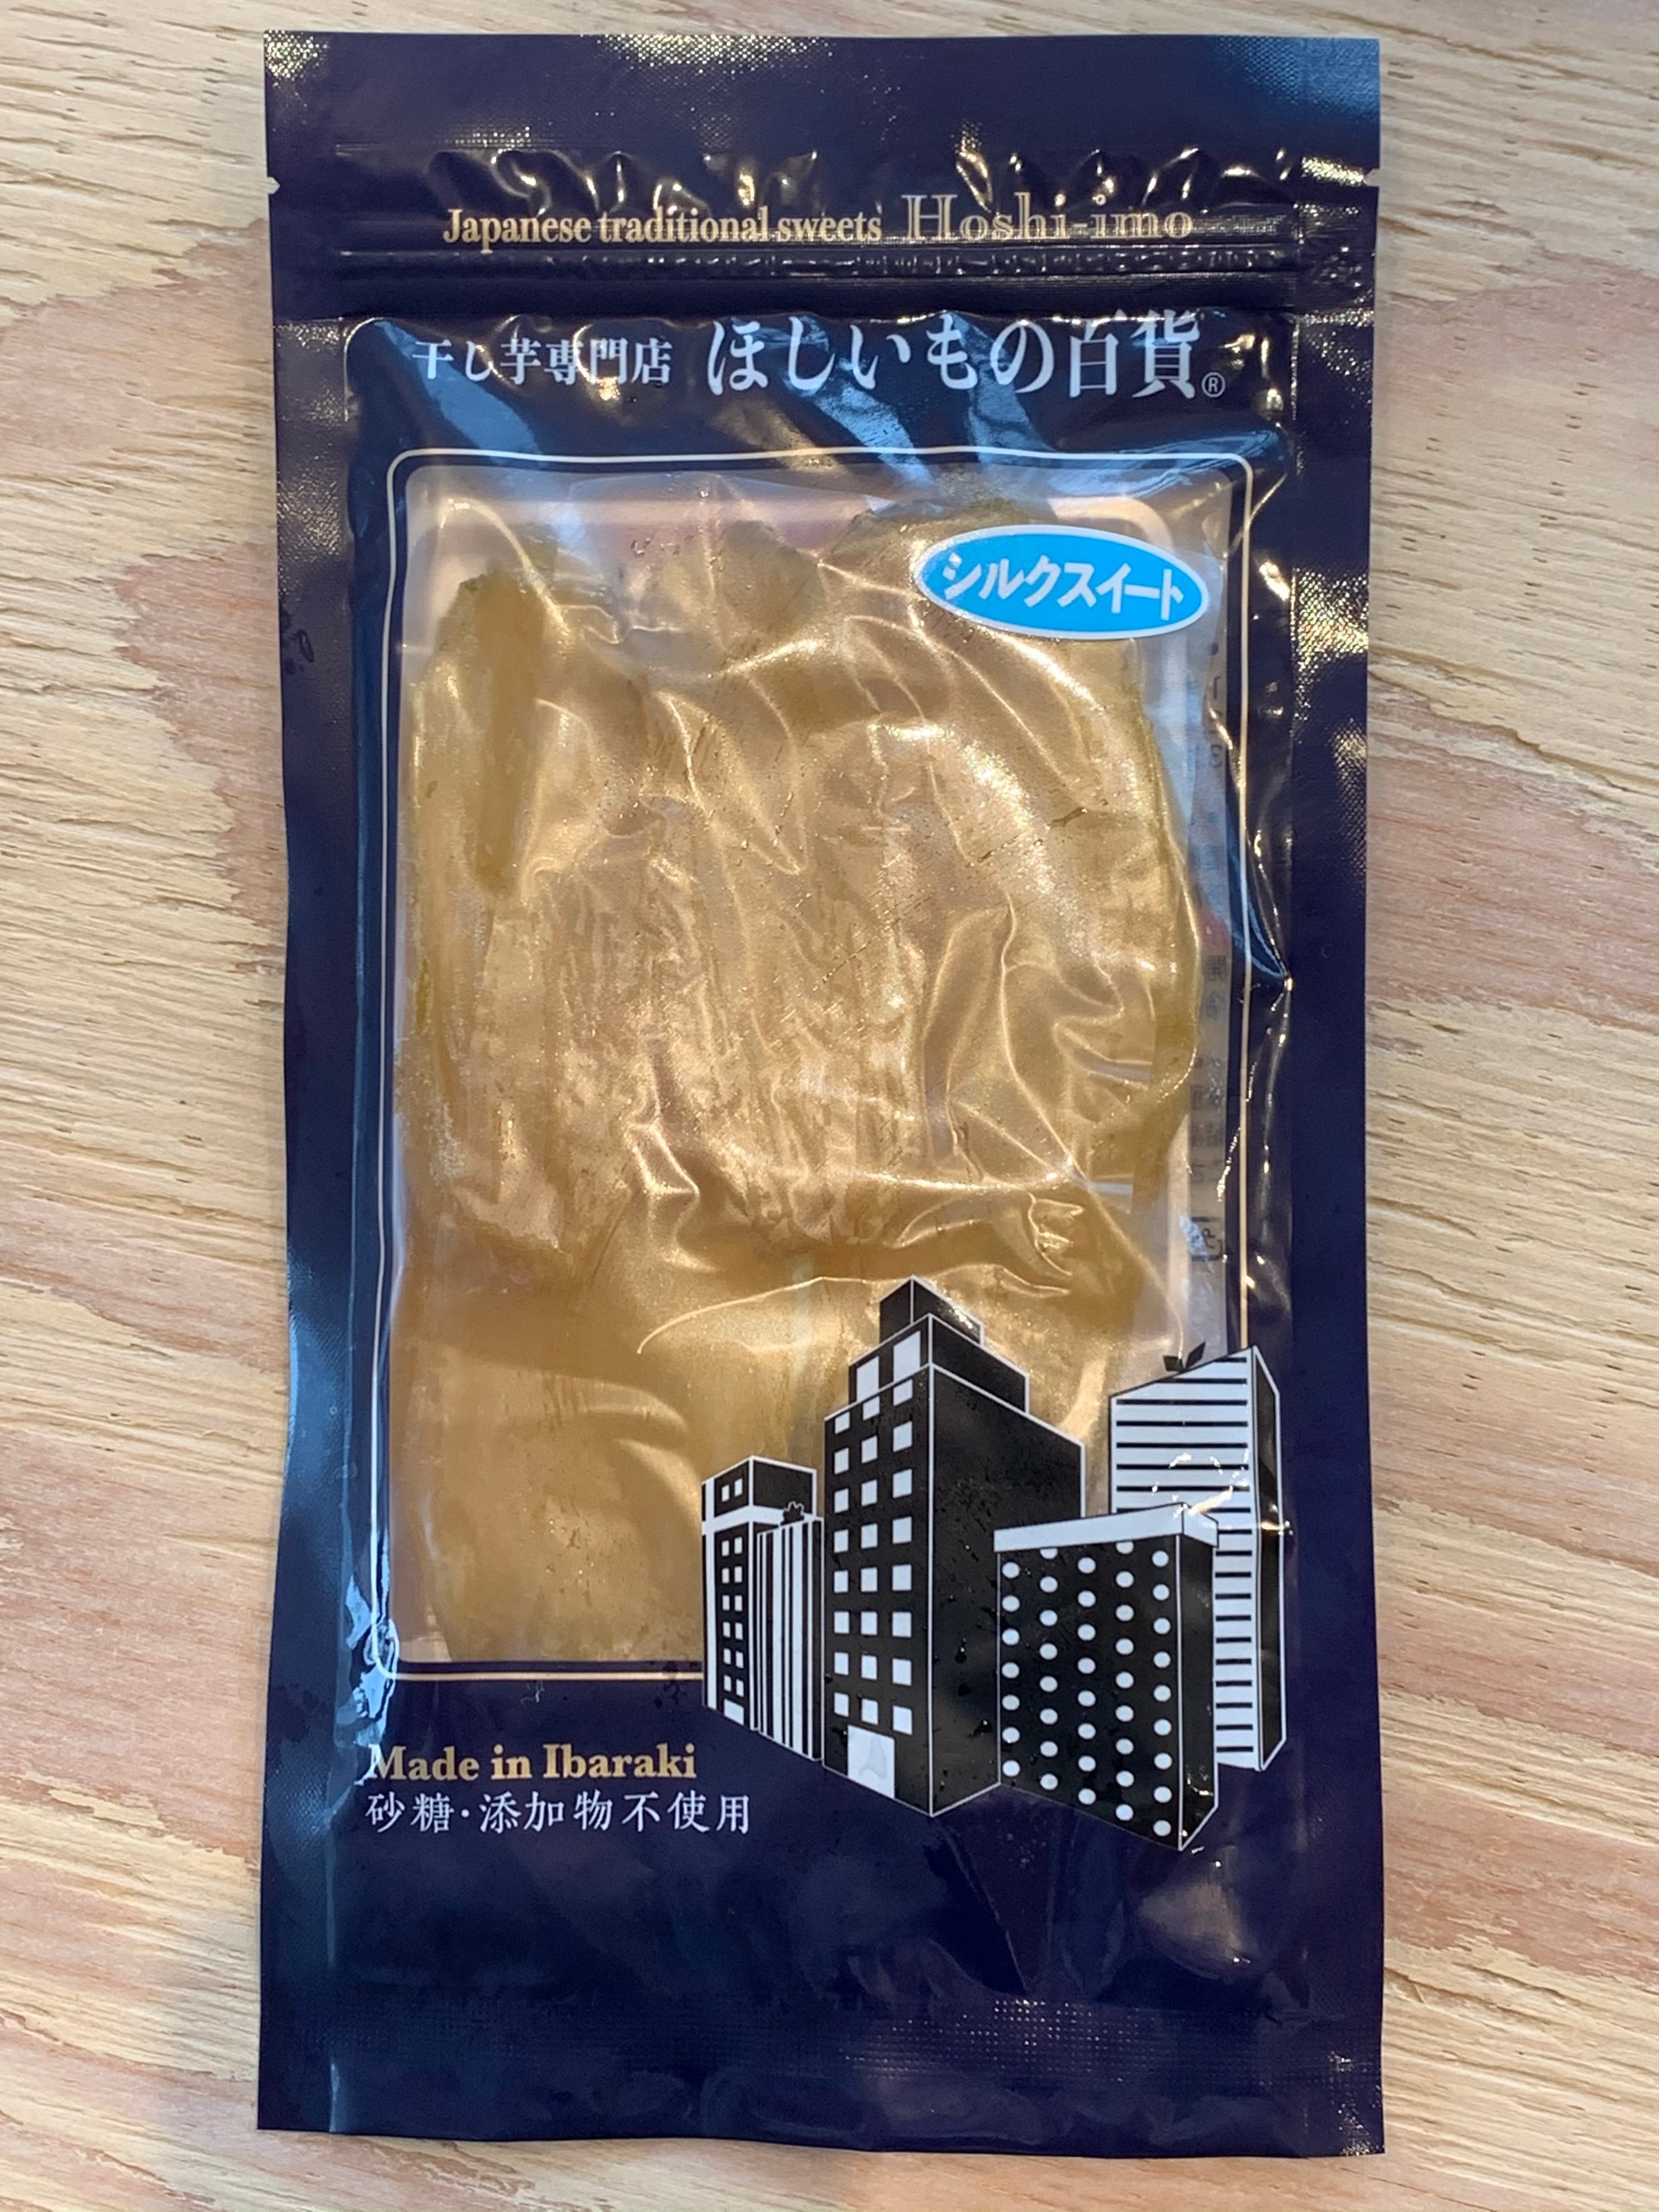 Japanese traditional sweets Hoshi-imo
干し芋専門店 ほしいもの百貨®
シルクスイート
Made in Ibaraki
砂糖・添加物不使用